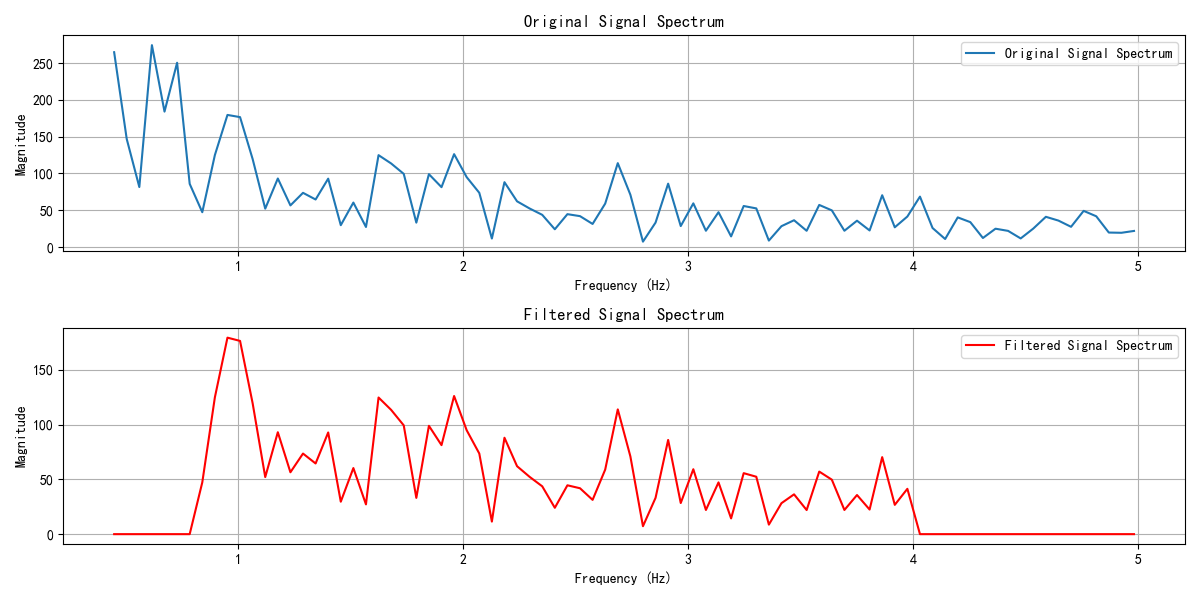 Original Signal Spectrum
Original Signal Spectrum
Magnitude
250
200
150
100
50
0
1 2 3 4 5
Frequency (Hz)
Filtered Signal Spectrum
Filtered Signal Spectrum
Magnitude
150
100
50
0
1 2 3 4 5
Frequency (Hz)